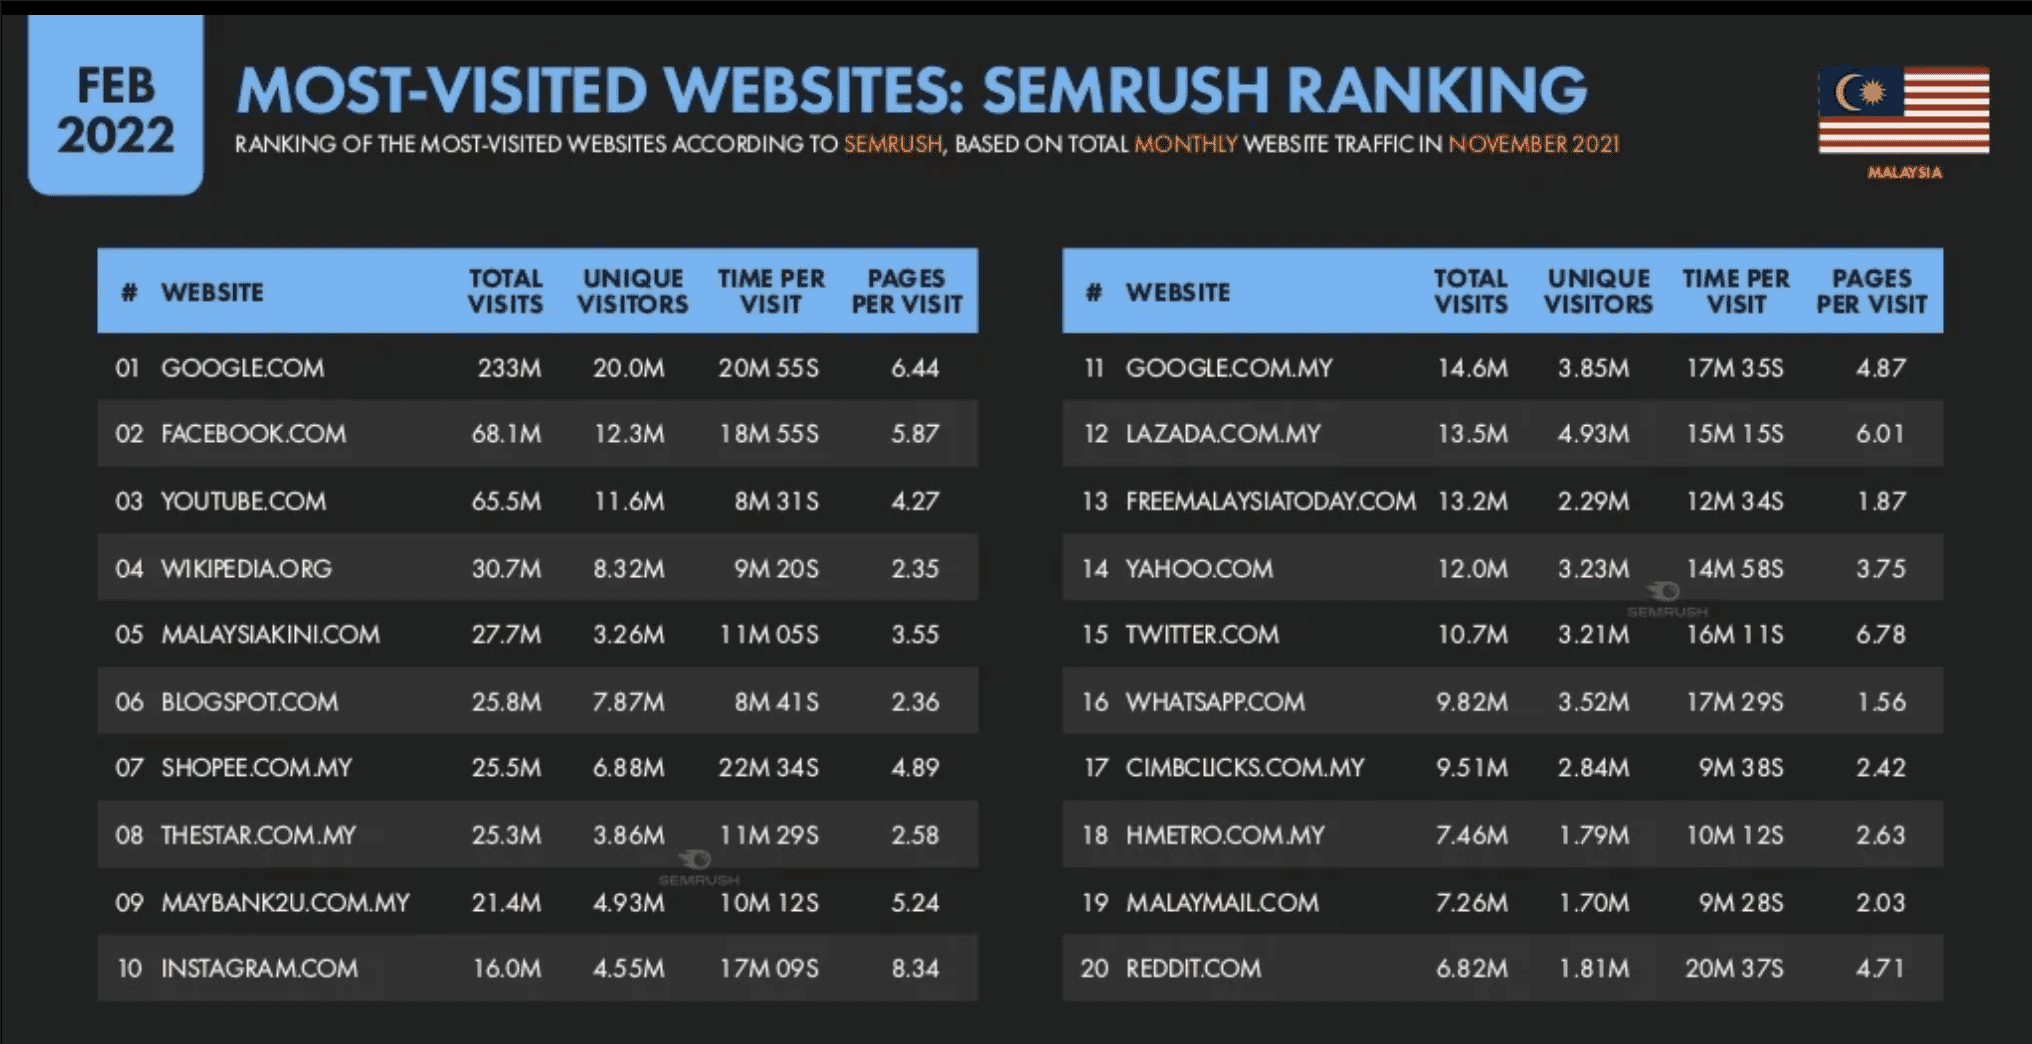 FEB
2022
MOST-VISITED WEBSITES: SEMRUSH RANKING
RANKING OF THE MOST-VISITED WEBSITES ACCORDING TO SEMRUSH, BASED ON TOTAL MONTHLY WEBSITE TRAFFIC IN NOVEMBER 2021
MALAYSIA
# WEBSITE TOTAL VISITS UNIQUE VISITORS TIME PER VISIT PAGES PER VISIT
01 GOOGLE.COM 233M 20.0M 20M 55S 6.44
02 FACEBOOK.COM 68.1M 12.3M 18M 55S 5.87
03 YOUTUBE.COM 65.5M 11.6M 8M 31S 4.27
04 WIKIPEDIA.ORG 30.7M 8.32M 9M 20S 2.35
05 MALAYSIAKINI.COM 27.7M 3.26M 11M 05S 3.55
06 BLOGSPOT.COM 25.8M 7.87M 8M 41S 2.36
07 SHOPEE.COM.MY 25.5M 6.88M 22M 34S 4.89
08 THESTAR.COM.MY 25.3M 3.86M 11M 29S 2.58
SEMRUSH
09 MAYBANK2U.COM.MY 21.4M 4.93M 10M 12S 5.24
10 INSTAGRAM.COM 16.0M 4.55M 17M 09S 8.34
# WEBSITE TOTAL VISITS UNIQUE VISITORS TIME PER VISIT PAGES PER VISIT
11 GOOGLE.COM.MY 14.6M 3.85M 17M 35S 4.87
12 LAZADA.COM.MY 13.5M 4.93M 15M 15S 6.01
13 FREEMALAYSIATODAY.COM 13.2M 2.29M 12M 34S 1.87
14 YAHOO.COM 12.0M 3.23M 14M 58S 3.75
SEMRUSH
15 TWITTER.COM 10.7M 3.21M 16M 11S 6.78
16 WHATSAPP.COM 9.82M 3.52M 17M 29S 1.56
17 CIMBCLICKS.COM.MY 9.51M 2.84M 9M 38S 2.42
18 HMETRO.COM.MY 7.46M 1.79M 10M 12S 2.63
19 MALAYMAIL.COM 7.26M 1.70M 9M 28S 2.03
20 REDDIT.COM 6.82M 1.81M 20M 37S 4.71